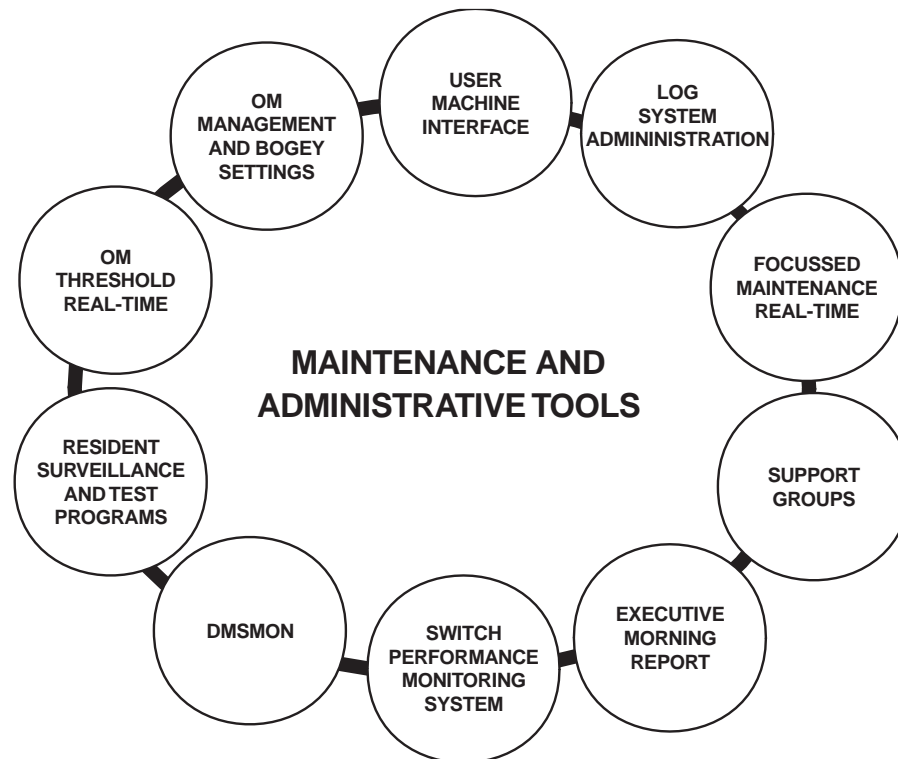 USER
MACHINE
INTERFACE
LOG
SYSTEM
ADMININISTRATION
FOCUSSED
MAINTENANCE
REAL-TIME
SUPPORT
GROUPS
EXECUTIVE
MORNING
REPORT
SWITCH
PERFORMANCE
MONITORING
SYSTEM
DMSMON
RESIDENT
SURVEILLANCE
AND TEST
PROGRAMS
OM
THRESHOLD
REAL-TIME
OM
MANAGEMENT
AND BOGEY
SETTINGS
MAINTENANCE AND
ADMINISTRATIVE TOOLS